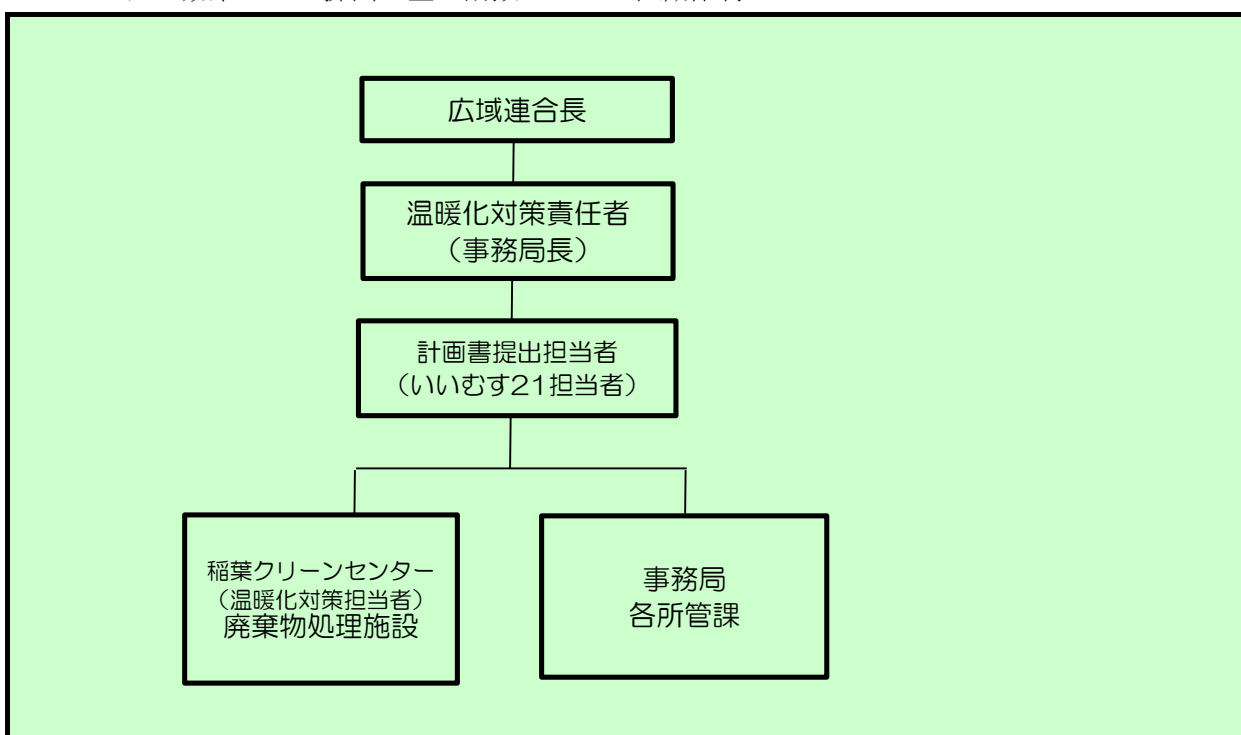 広域連合長
温暖化対策責任者
（事務局長）
計画書提出担当者
（いいむす21担当者）
稲葉クリーンセンター
（温暖化対策担当者）
廃棄物処理施設
事務局
各所管課